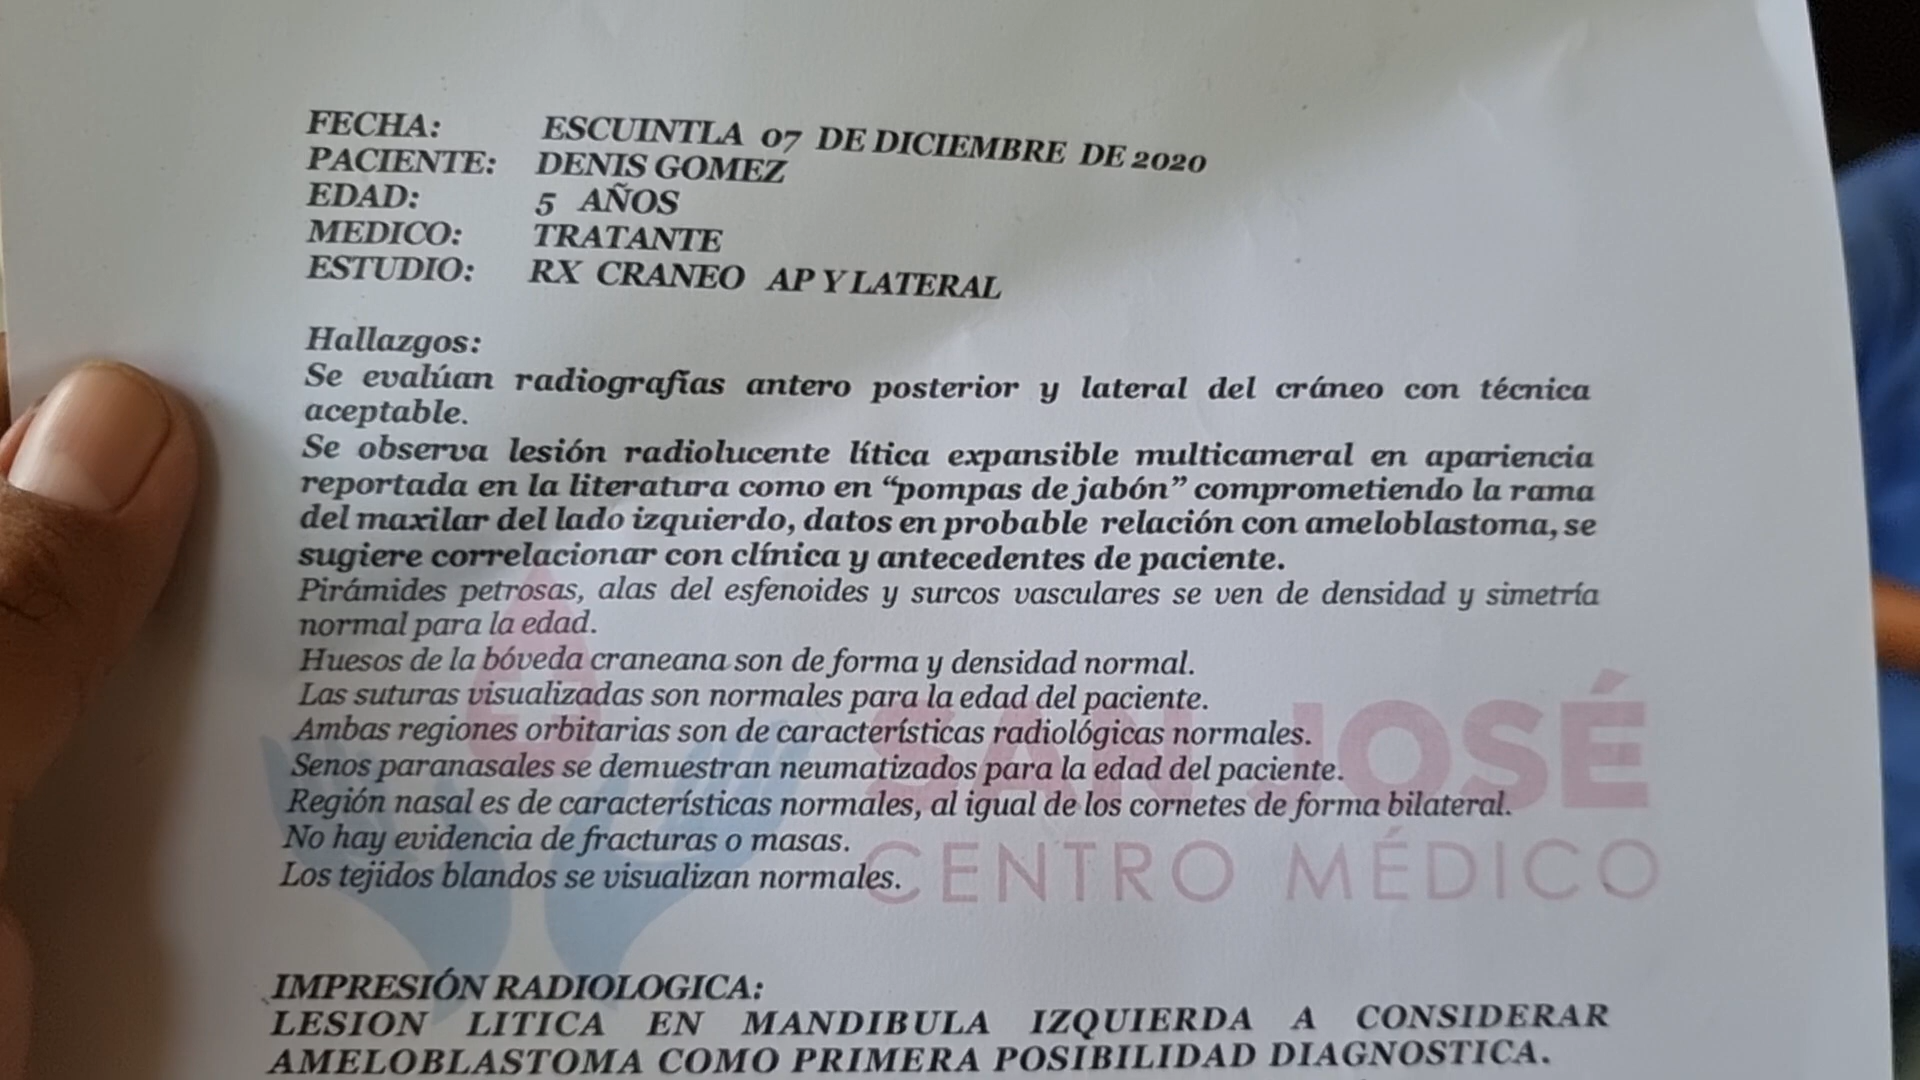 FECHA: ESCUINTLA 07 DE DICIEMBRE DE 2020
PACIENTE: DENIS GOMEZ
EDAD: 5 AÑOS
MEDICO: TRATANTE
ESTUDIO: RX CRANEO AP Y LATERAL
Hallazgos:
Se evalúan radiografías antero posterior y lateral del cráneo con técnica
aceptable.
Se observa lesión radiolucente lítica expansible multicameral en apariencia
reportada en la literatura como en “pompas de jabón” comprometiendo la rama
del maxilar del lado izquierdo, datos en probable relación con ameloblastoma, se
sugiere correlacionar con clínica y antecedentes de paciente.
Pirámides petrosas, alas del esfenoides y surcos vasculares se ven de densidad y simetría
normal para la edad.
Huesos de la bóveda craneana son de forma y densidad normal.
Las suturas visualizadas son normales para la edad del paciente.
Ambas regiones orbitarias son de características radiológicas normales.
Senos paranasales se demuestran neumatizados para la edad del paciente.
Región nasal es de características normales, al igual de los cornetes de forma bilateral.
No hay evidencia de fracturas o masas.
Los tejidos blandos se visualizan normales.
SAN JOSÉ
CENTRO MÉDICO
IMPRESIÓN RADIOLOGICA:
LESION LITICA EN MANDIBULA IZQUIERDA A CONSIDERAR
AMELOBLASTOMA COMO PRIMERA POSIBILIDAD DIAGNOSTICA.